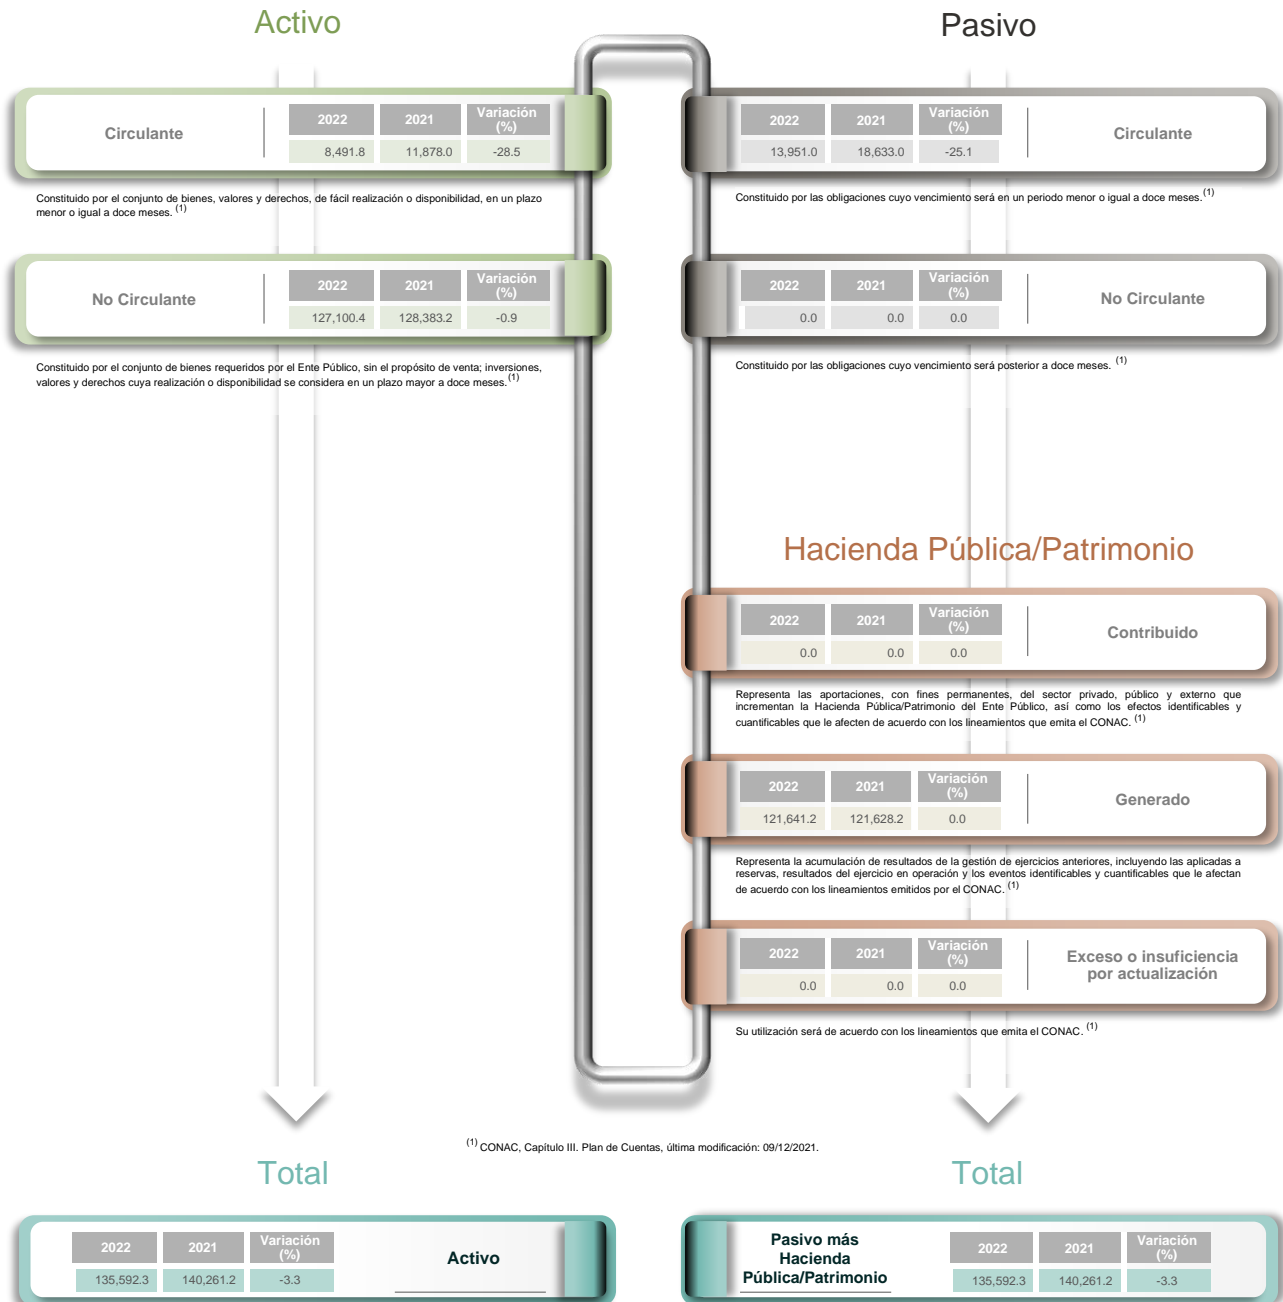 Activo
Circulante
2022 2021 Variación (%)
8,491.8 11,878.0 -28.5
Constituido por el conjunto de bienes, valores y derechos, de fácil realización o disponibilidad, en un plazo
menor o igual a doce meses. (1)
No Circulante
2022 2021 Variación (%)
127,100.4 128,383.2 -0.9
Constituido por el conjunto de bienes requeridos por el Ente Público, sin el propósito de venta; inversiones,
valores y derechos cuya realización o disponibilidad se considera en un plazo mayor a doce meses. (1)
Pasivo
2022 2021 Variación (%)
13,951.0 18,633.0 -25.1
Circulante
Constituido por las obligaciones cuyo vencimiento será en un periodo menor o igual a doce meses. (1)
2022 2021 Variación (%)
0.0 0.0 0.0
No Circulante
Constituido por las obligaciones cuyo vencimiento será posterior a doce meses. (1)
Hacienda Pública/Patrimonio
2022 2021 Variación (%)
0.0 0.0 0.0
Contribuido
Representa las aportaciones, con fines permanentes, del sector privado, público y externo que
incrementan la Hacienda Pública/Patrimonio del Ente Público, así como los efectos identificables y
cuantificables que le afecten de acuerdo con los lineamientos que emita el CONAC. (1)
2022 2021 Variación (%)
121,641.2 121,628.2 0.0
Generado
Representa la acumulación de resultados de la gestión de ejercicios anteriores, incluyendo las aplicadas a
reservas, resultados del ejercicio en operación y los eventos identificables y cuantificables que le afectan
de acuerdo con los lineamientos emitidos por el CONAC. (1)
2022 2021 Variación (%)
0.0 0.0 0.0
Exceso o insuficiencia
por actualización
Su utilización será de acuerdo con los lineamientos que emita el CONAC. (1)
(1) CONAC, Capítulo III. Plan de Cuentas, última modificación: 09/12/2021.
Total
2022 2021 Variación (%)
135,592.3 140,261.2 -3.3
Activo
Total
Pasivo más
Hacienda
Pública/Patrimonio
2022 2021 Variación (%)
135,592.3 140,261.2 -3.3